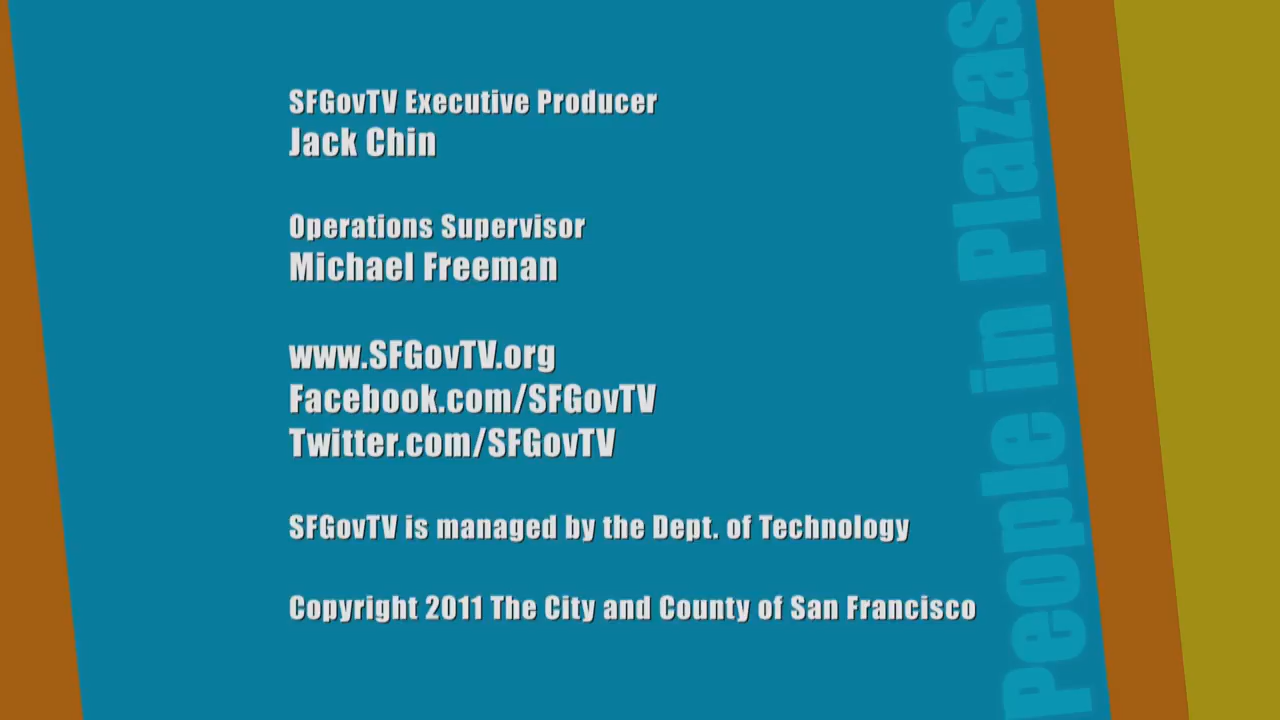 SFGovTV Executive Producer
Jack Chin
Operations Supervisor
Michael Freeman
www.SFGovTV.org
Facebook.com/SFGovTV
Twitter.com/SFGovTV
SFGovTV is managed by the Dept. of Technology
Copyright 2011 The City and County of San Francisco
People in Plazas